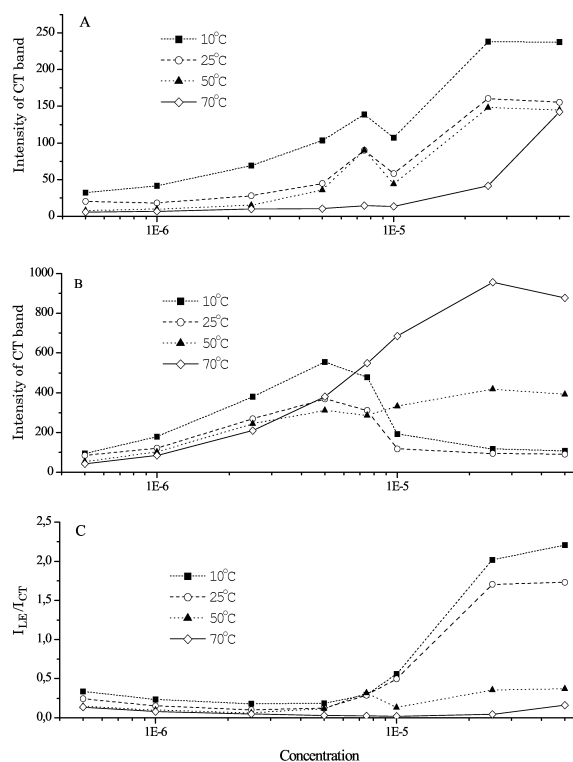 A
Intensity of CT band
250
200
150
100
50
0
10°C
25°C
50°C
70°C
1E-6
1E-5
B
Intensity of CT band
1000
800
600
400
200
0
10°C
25°C
50°C
70°C
1E-6
1E-5
C
I_LE/I_CT
2,5
2,0
1,5
1,0
0,5
0,0
10°C
25°C
50°C
70°C
1E-6
1E-5
Concentration